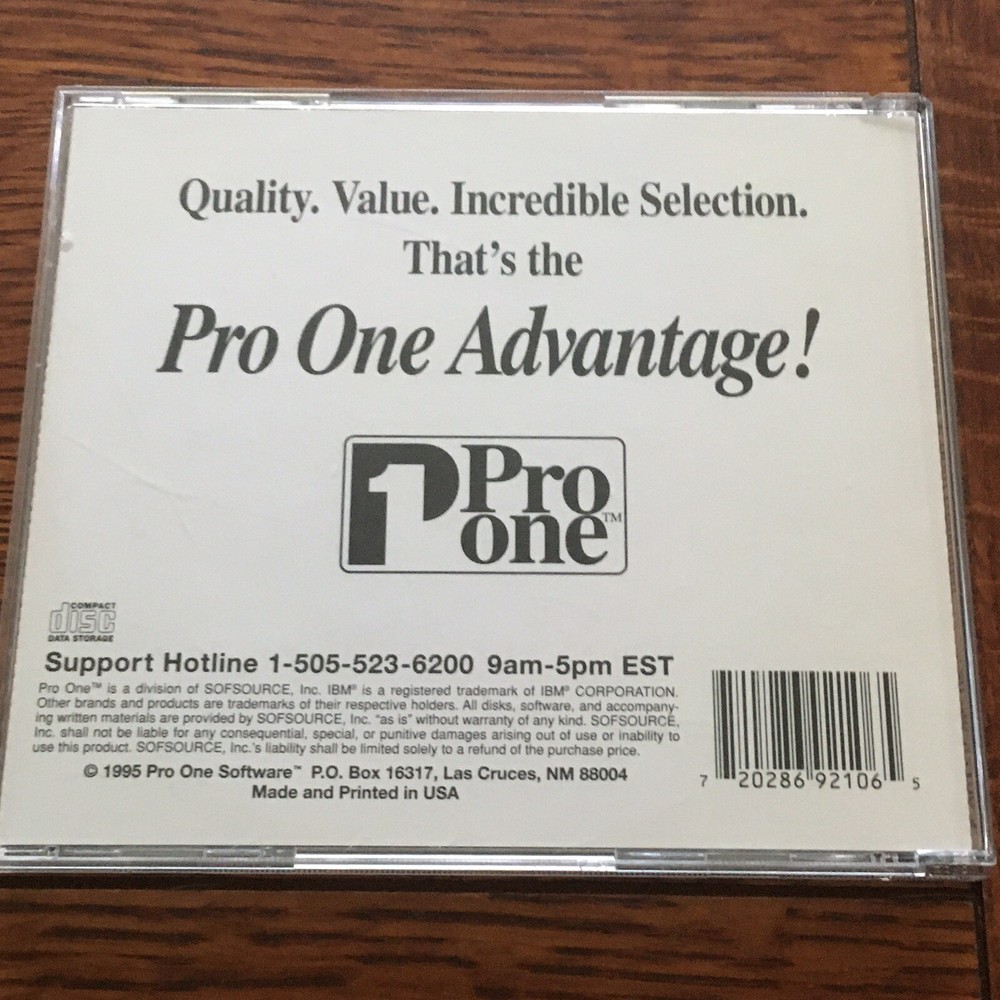 Quality. Value. Incredible Selection.
That's the
Pro One Advantage!
1 Pro
one™
COMPACT
disc
DATA STORAGE
Support Hotline 1-505-523-6200 9am-5pm EST
Pro One™ is a division of SOFSOURCE, Inc. IBM® is a registered trademark of IBM® CORPORATION.
Other brands and products are trademarks of their respective holders. All disks, software, and accompany-
ing written materials are provided by SOFSOURCE, Inc. "as is" without warranty of any kind. SOFSOURCE,
Inc. shall not be liable for any consequential, special, or punitive damages arising out of use or inability to
use this product. SOFSOURCE, Inc.'s liability shall be limited solely to a refund of the purchase price.
© 1995 Pro One Software™ P.O. Box 16317, Las Cruces, NM 88004
Made and Printed in USA
7 20286 92106 5